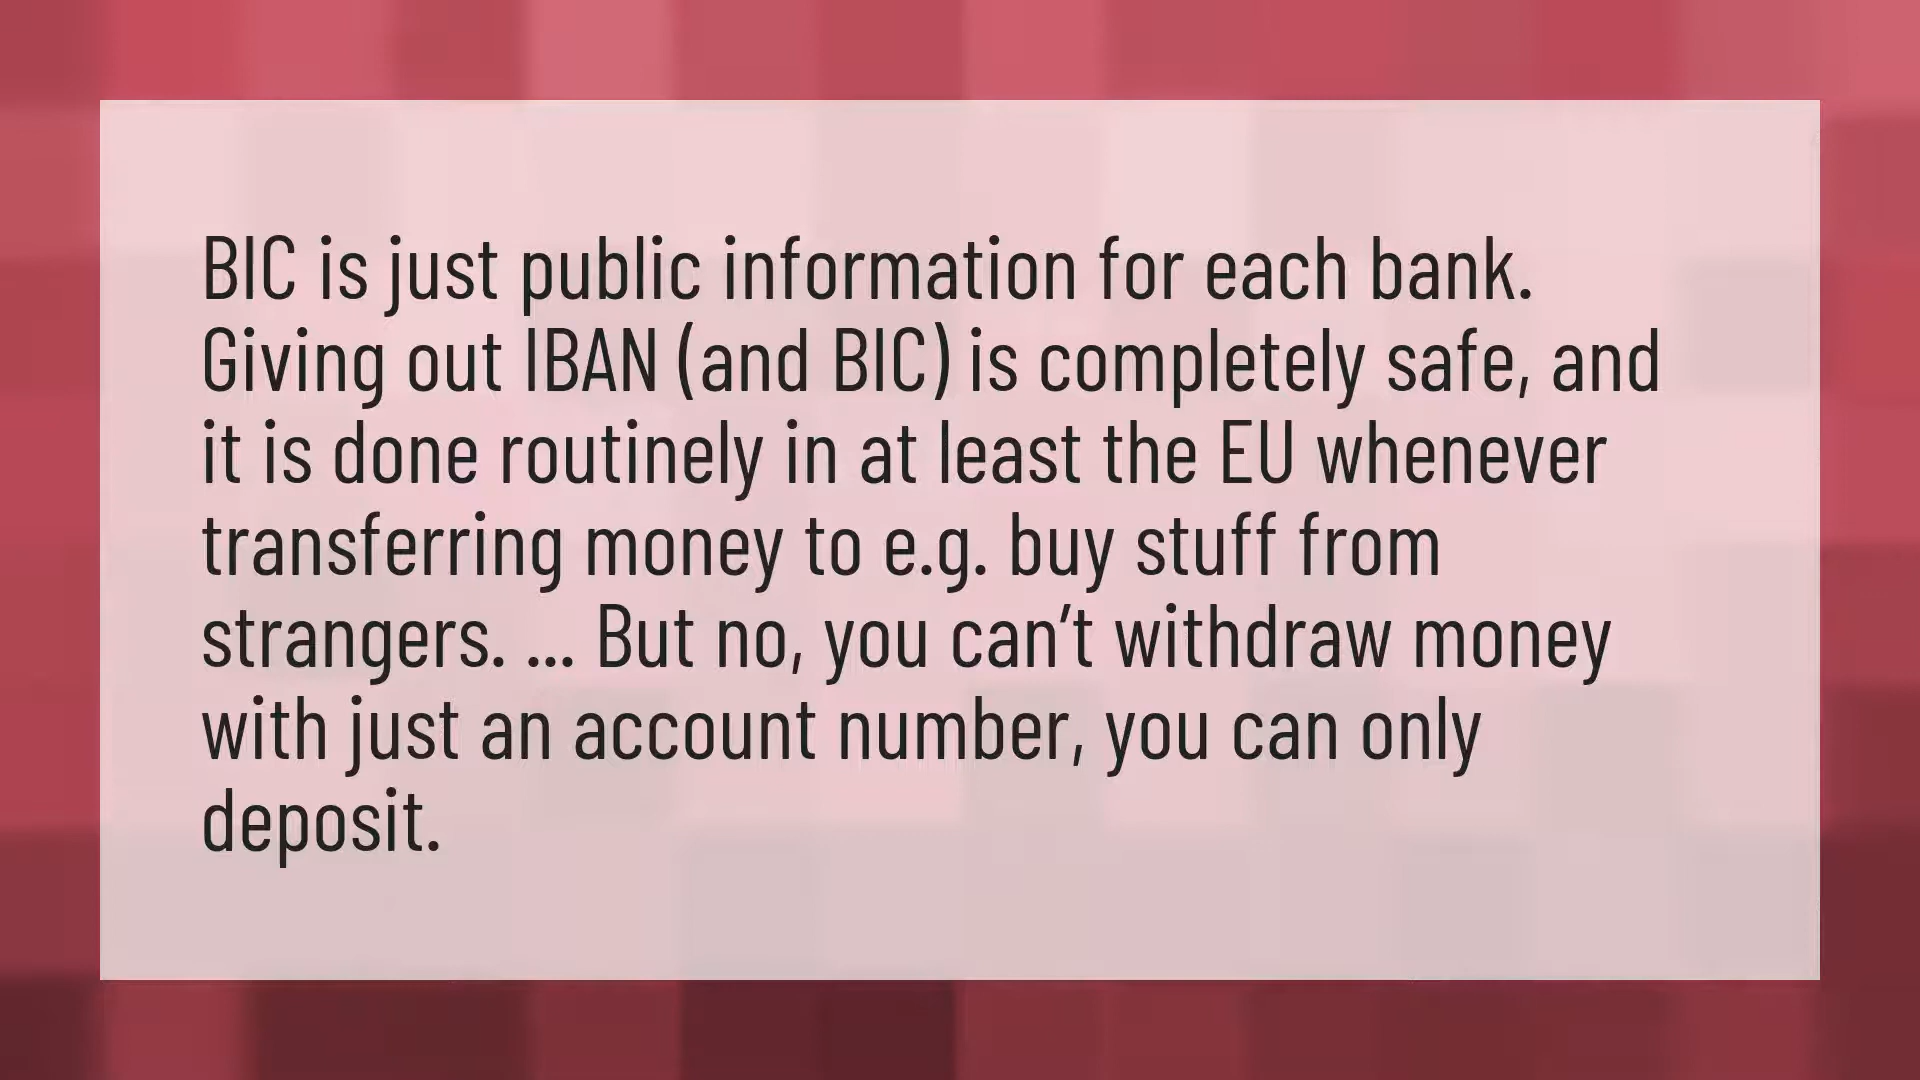 BIC is just public information for each bank.
Giving out IBAN (and BIC) is completely safe, and
it is done routinely in at least the EU whenever
transferring money to e.g. buy stuff from
strangers. ... But no, you can’t withdraw money
with just an account number, you can only
deposit.